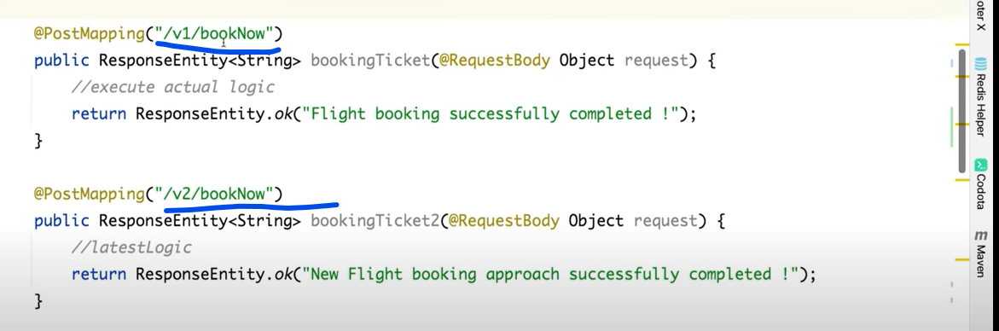 @PostMapping("/v1/bookNow")
public ResponseEntity<String> bookingTicket(@RequestBody Object request) {
//execute actual logic
return ResponseEntity.ok("Flight booking successfully completed !");
}
@PostMapping("/v2/bookNow")
public ResponseEntity<String> bookingTicket2(@RequestBody Object request) {
//latestLogic
return ResponseEntity.ok("New Flight booking approach successfully completed !");
}
oter X
Redis Helper
Codota
m Maven